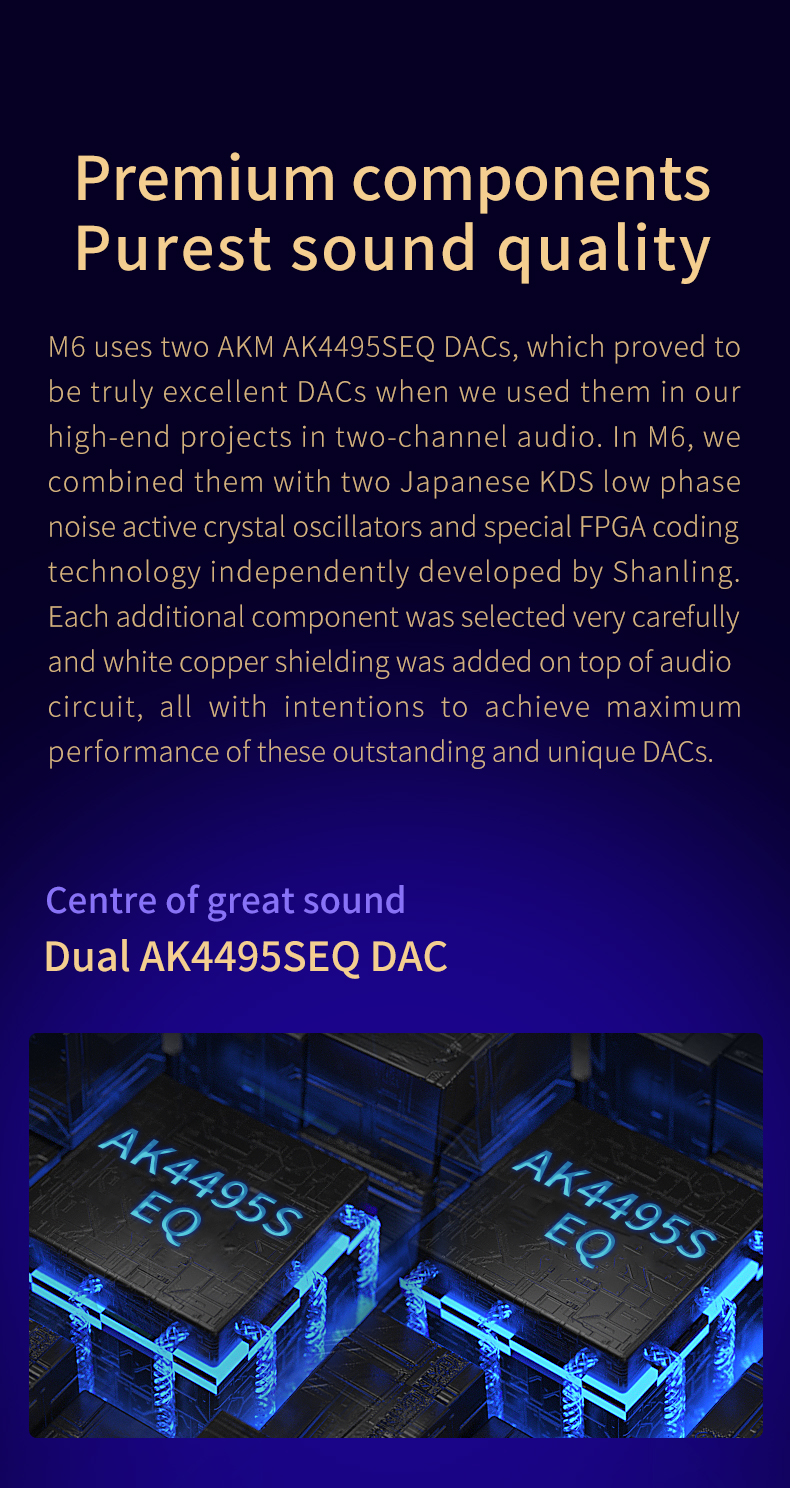 Premium components
Purest sound quality
M6 uses two AKM AK4495SEQ DACs, which proved to
be truly excellent DACs when we used them in our
high-end projects in two-channel audio. In M6, we
combined them with two Japanese KDS low phase
noise active crystal oscillators and special FPGA coding
technology independently developed by Shanling.
Each additional component was selected very carefully
and white copper shielding was added on top of audio
circuit, all with intentions to achieve maximum
performance of these outstanding and unique DACs.
Centre of great sound
Dual AK4495SEQ DAC
AK4495S
EQ
AK4495S
EQ